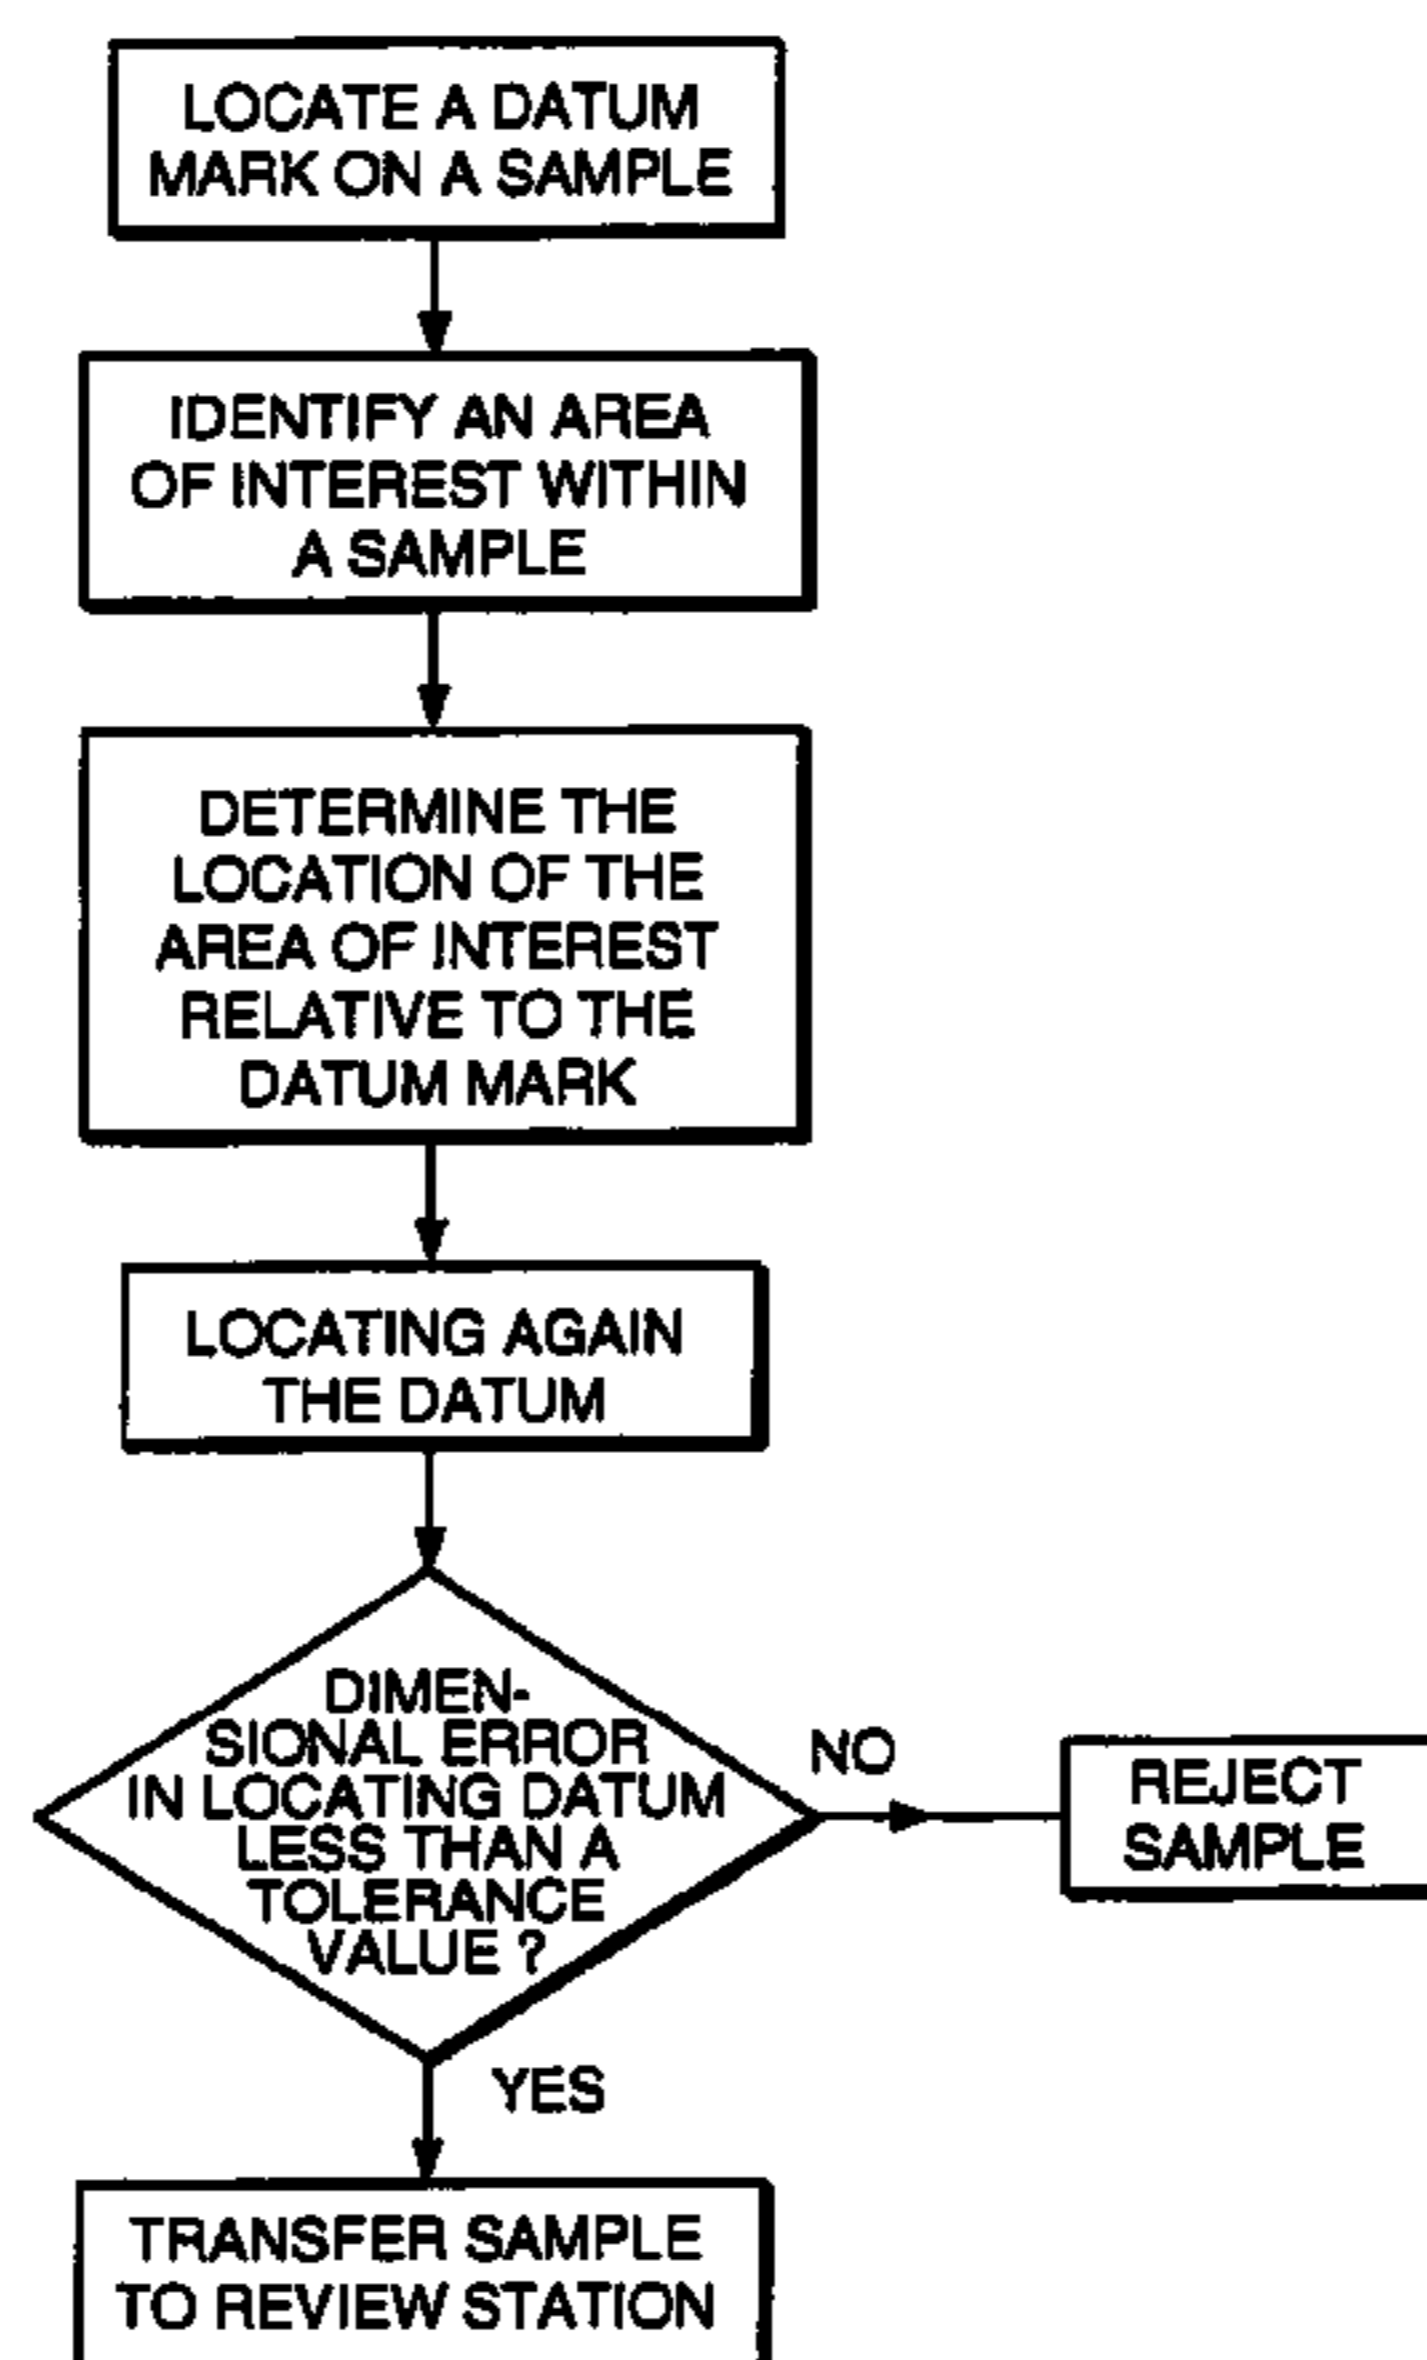 LOCATE A DATUM
MARK ON A SAMPLE
IDENTIFY AN AREA
OF INTEREST WITHIN
A SAMPLE
DETERMINE THE
LOCATION OF THE
AREA OF INTEREST
RELATIVE TO THE
DATUM MARK
LOCATING AGAIN
THE DATUM
DIMEN-
SIONAL ERROR
IN LOCATING DATUM
LESS THAN A
TOLERANCE
VALUE ?
NO
REJECT
SAMPLE
YES
TRANSFER SAMPLE
TO REVIEW STATION